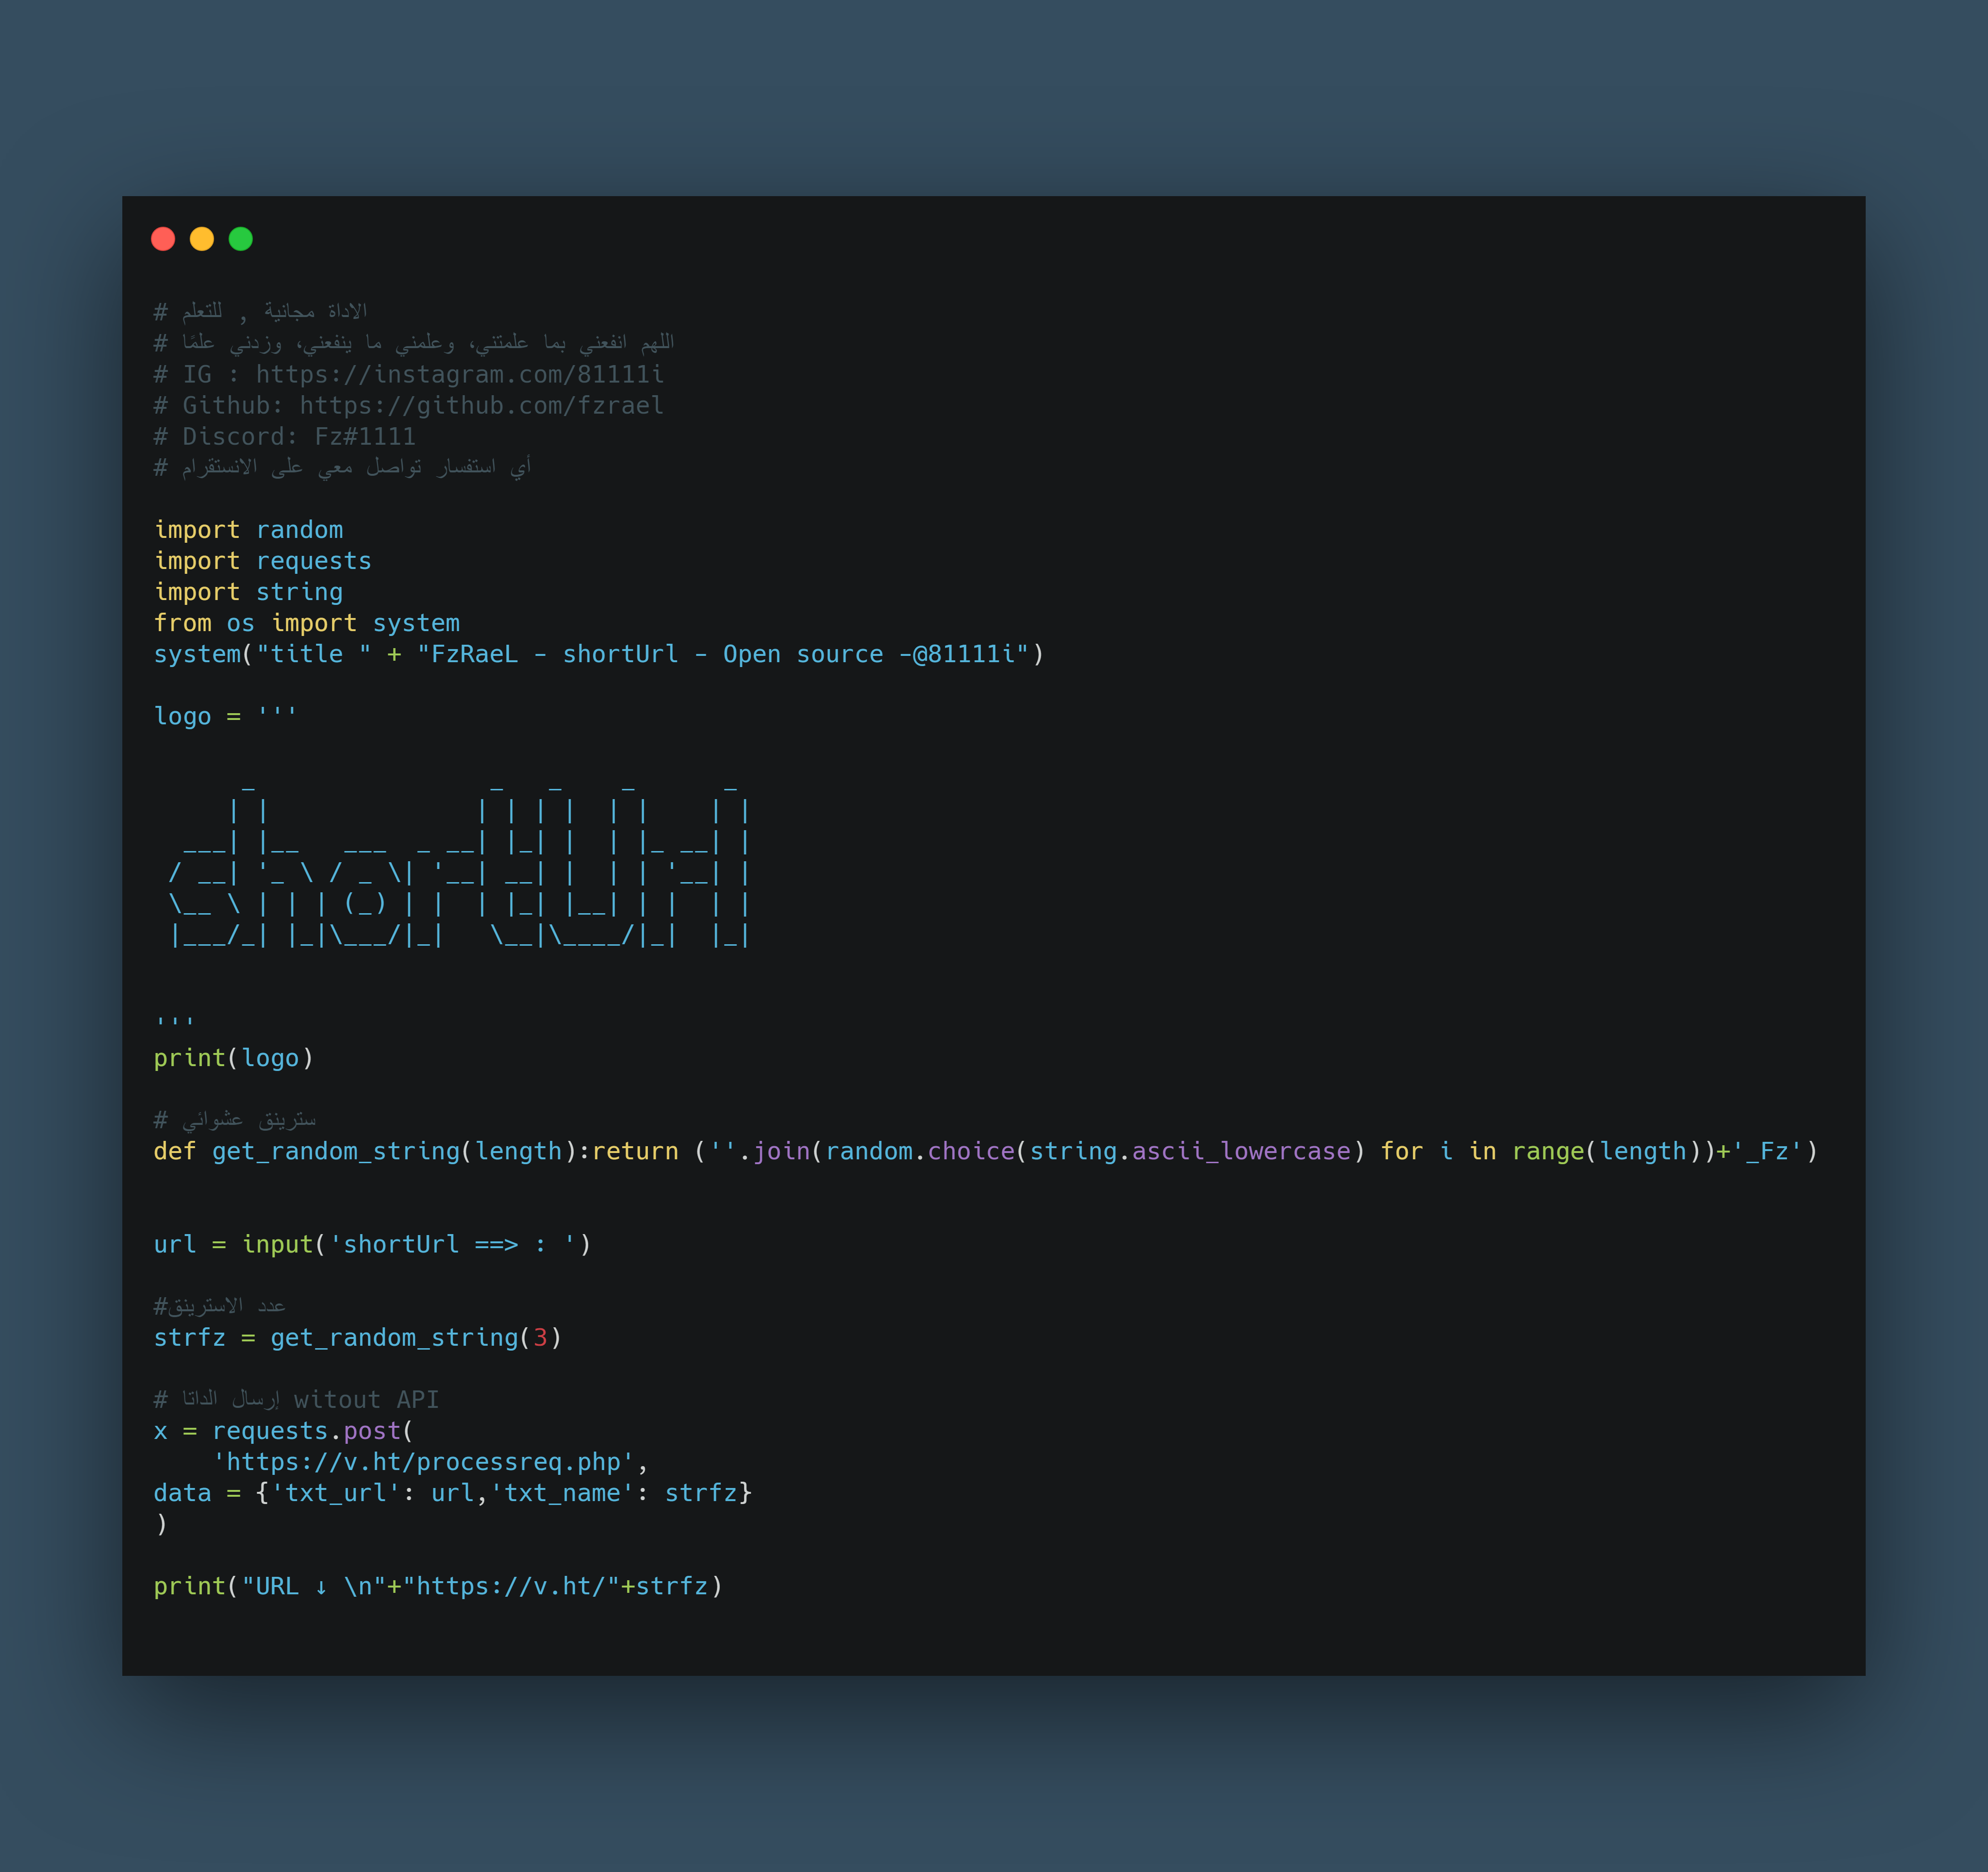 # الاداة مجانية , للتعلم
# اللهم انفعني بما علمتني، وعلمني ما ينفعني، وزدني علمًا
# IG : https://instagram.com/81111i
# Github: https://github.com/fzrael
# Discord: Fz#1111
# أي استفسار تواصل معي على الانستقرام
import random
import requests
import string
from os import system
system("title " + "FzRaeL - shortUrl - Open source -@81111i")
logo = '''
      _                _   _    _      _
     | |              | | | |  | |    | |
  ___| |__   ___  _ __| |_| |  | |_ __| |
 / __| '_ \ / _ \| '__| __| |  | | '__| |
 \__ \ | | | (_) | |  | |_| |__| | |  | |
 |___/_| |_|\___/|_|   \__|\____/|_|  |_|
'''
print(logo)
# سترينق عشوائي
def get_random_string(length):return (''.join(random.choice(string.ascii_lowercase) for i in range(length))+'_Fz')
url = input('shortUrl ==> : ')
#عدد الاسترينق
strfz = get_random_string(3)
# إرسال الداتا witout API
x = requests.post(
    'https://v.ht/processreq.php',
data = {'txt_url': url,'txt_name': strfz}
)
print("URL ↓ \n"+"https://v.ht/"+strfz)